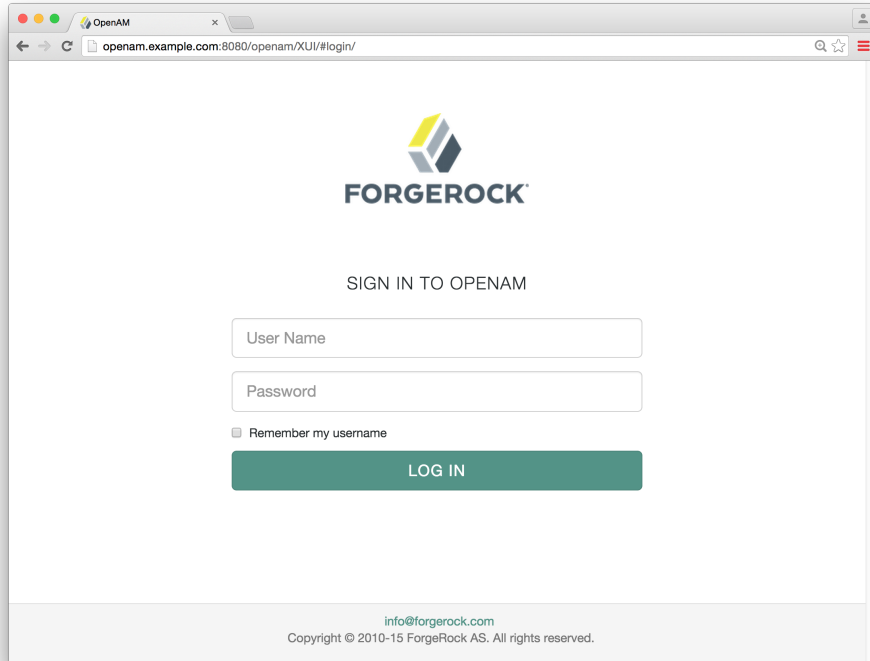 OpenAM
openam.example.com:8080/openam/XUI/#login/
FORGEROCK
SIGN IN TO OPENAM
User Name
Password
Remember my username
LOG IN
info@forgerock.com
Copyright © 2010-15 ForgeRock AS. All rights reserved.